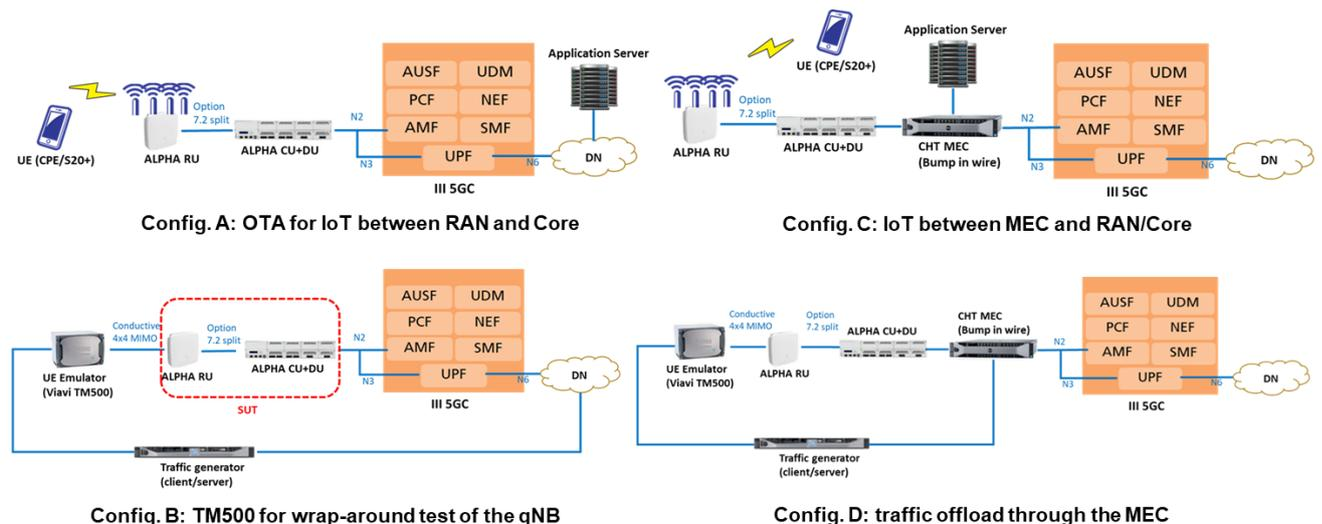 Application Server
AUSF UDM
PCF NEF
AMF SMF
UPF
Option
7.2 split
N2
N3
N6
DN
UE (CPE/S20+)
ALPHA RU
ALPHA CU+DU
III 5GC
Config. A: OTA for IoT between RAN and Core
Application Server
UE (CPE/S20+)
AUSF UDM
PCF NEF
AMF SMF
UPF
Option
7.2 split
N2
N3
N6
DN
ALPHA RU
ALPHA CU+DU
CHT MEC
(Bump in wire)
III 5GC
Config. C: IoT between MEC and RAN/Core
AUSF UDM
PCF NEF
AMF SMF
UPF
Conductive
4x4 MIMO
Option
7.2 split
N2
N3
N6
DN
UE Emulator
(Viavi TM500)
ALPHA RU
ALPHA CU+DU
SUT
III 5GC
Traffic generator
(client/server)
Config. B: TM500 for wrap-around test of the gNB
AUSF UDM
PCF NEF
AMF SMF
UPF
Conductive
4x4 MIMO
Option
7.2 split
ALPHA CU+DU
CHT MEC
(Bump in wire)
N2
N3
N6
DN
UE Emulator
(Viavi TM500)
ALPHA RU
III 5GC
Traffic generator
(client/server)
Config. D: traffic offload through the MEC